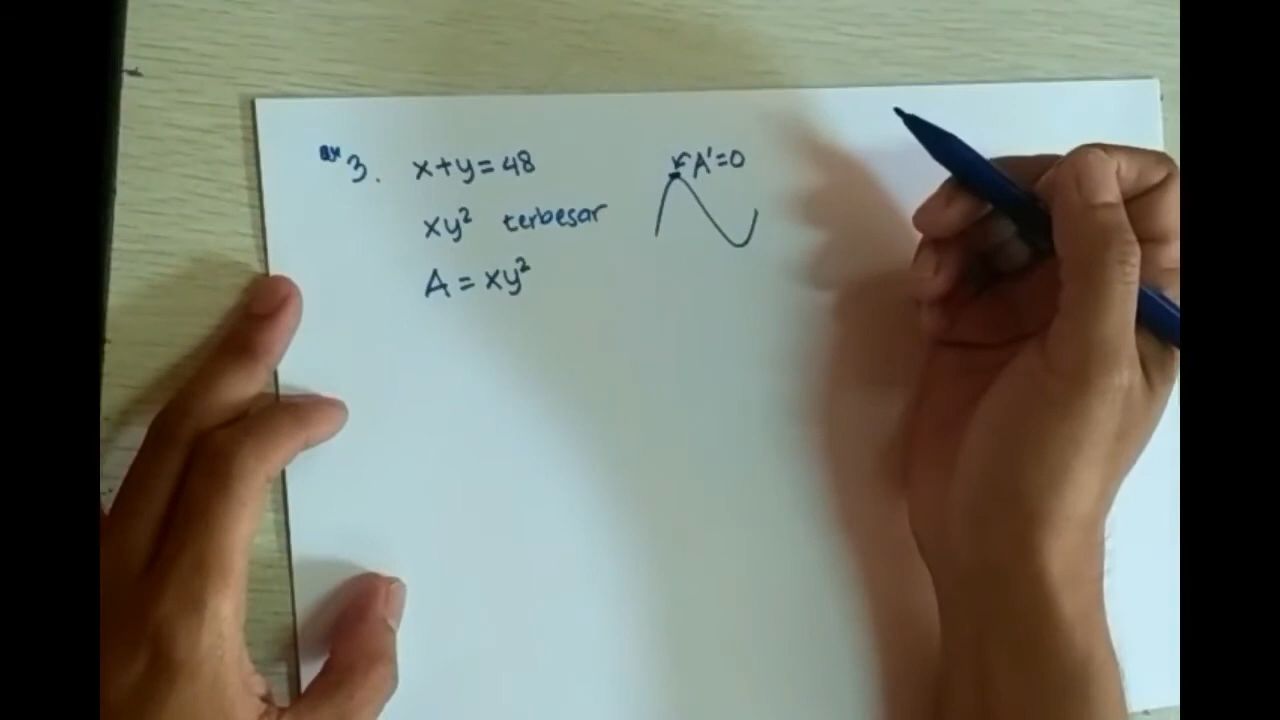 3. x+y=48
xy² terbesar
A = xy²
A'=0